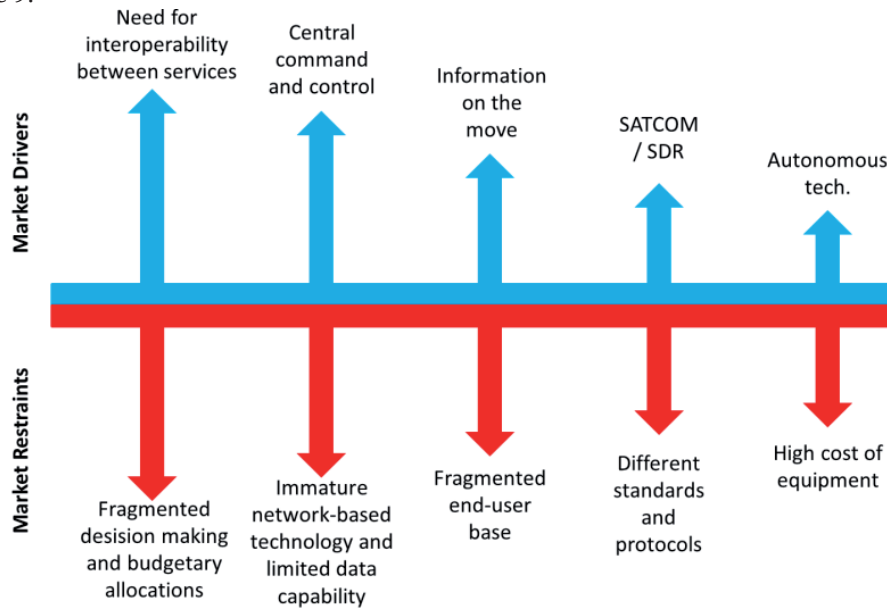 Need for
interoperability
between services
Central
command
and control
Information
on the
move
SATCOM
/ SDR
Autonomous
tech.
Market Drivers
Market Restraints
Fragmented
desision making
and budgetary
allocations
Immature
network-based
technology and
limited data
capability
Fragmented
end-user
base
Different
standards
and
protocols
High cost of
equipment